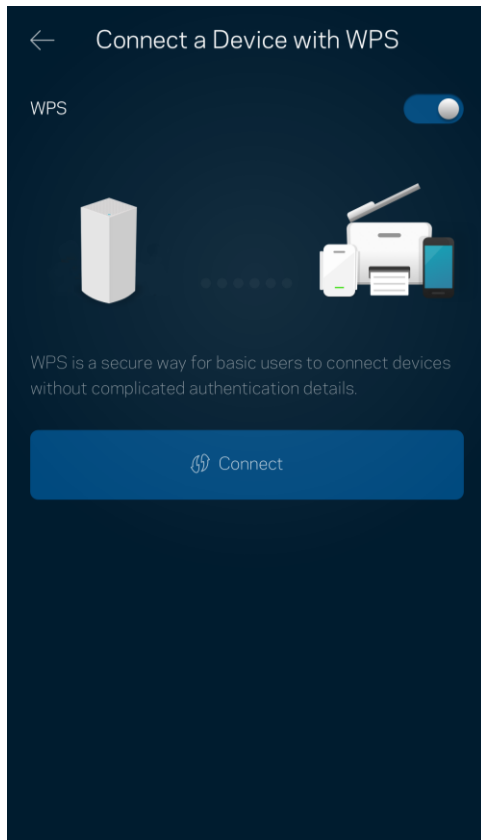 Connect a Device with WPS
WPS
WPS is a secure way for basic users to connect devices
without complicated authentication details.
Connect